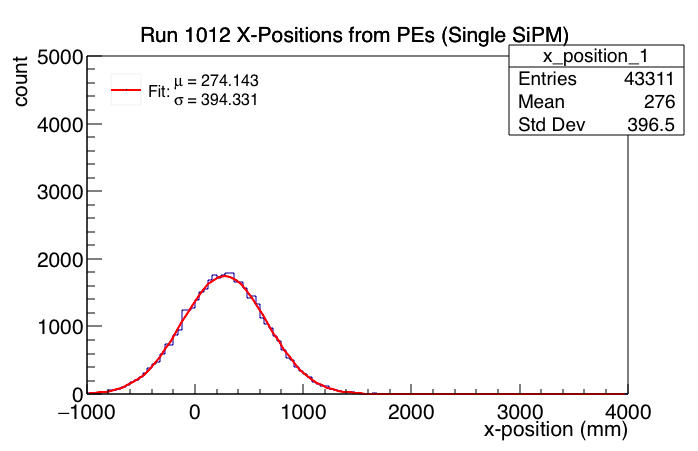 Run 1012 X-Positions from PEs (Single SiPM)
x_position_1
Entries 43311
Mean 276
Std Dev 396.5
Fit: μ = 274.143
σ = 394.331
count
5000
4000
3000
2000
1000
0
−1000 0 1000 2000 3000 4000
x-position (mm)